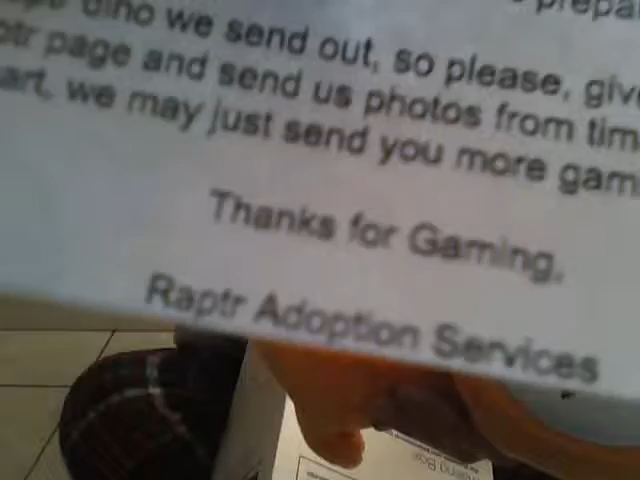 dino we send out, so please, give
page and send us photos from tim
we may just send you more gam
Thanks for Gaming,
Raptr Adoption Services